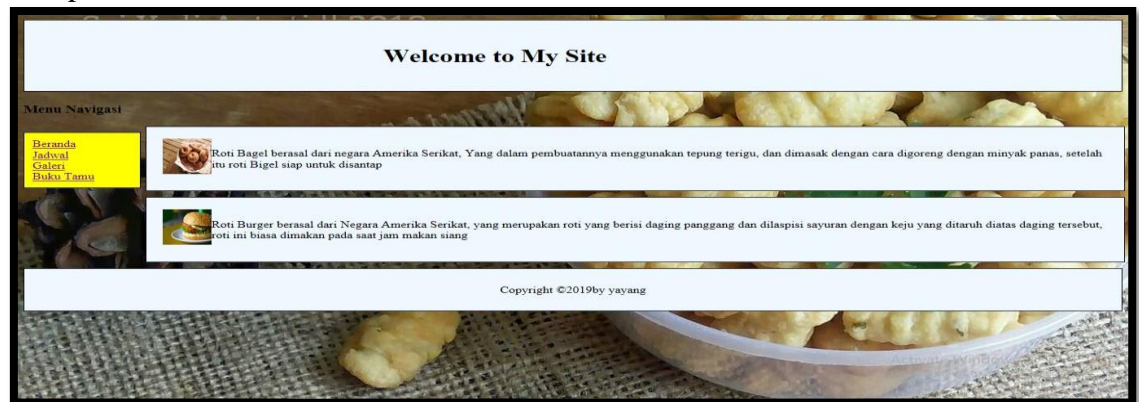 Welcome to My Site
Menu Navigasi
Beranda
Jadwal
Galeri
Buku Tamu
Roti Bagel berasal dari negara Amerika Serikat, Yang dalam pembuatannya menggunakan tepung terigu, dan dimasak dengan cara digoreng dengan minyak panas, setelah
itu roti Bigel siap untuk disantap
Roti Burger berasal dari Negara Amerika Serikat, yang merupakan roti yang berisi daging panggang dan dilaspisi sayuran dengan keju yang ditaruh diatas daging tersebut,
roti ini biasa dimakan pada saat jam makan siang
Copyright ©2019by yayang
Activate Windows